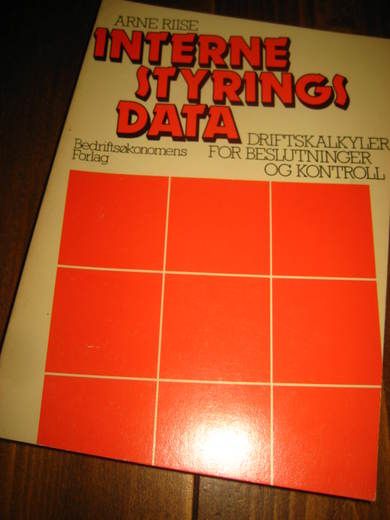 ARNE RIISE
INTERNE
STYRINGS
DATA
DRIFTSKALKYLER
FOR BESLUTNINGER
OG KONTROLL
Bedriftsøkonomens
Forlag